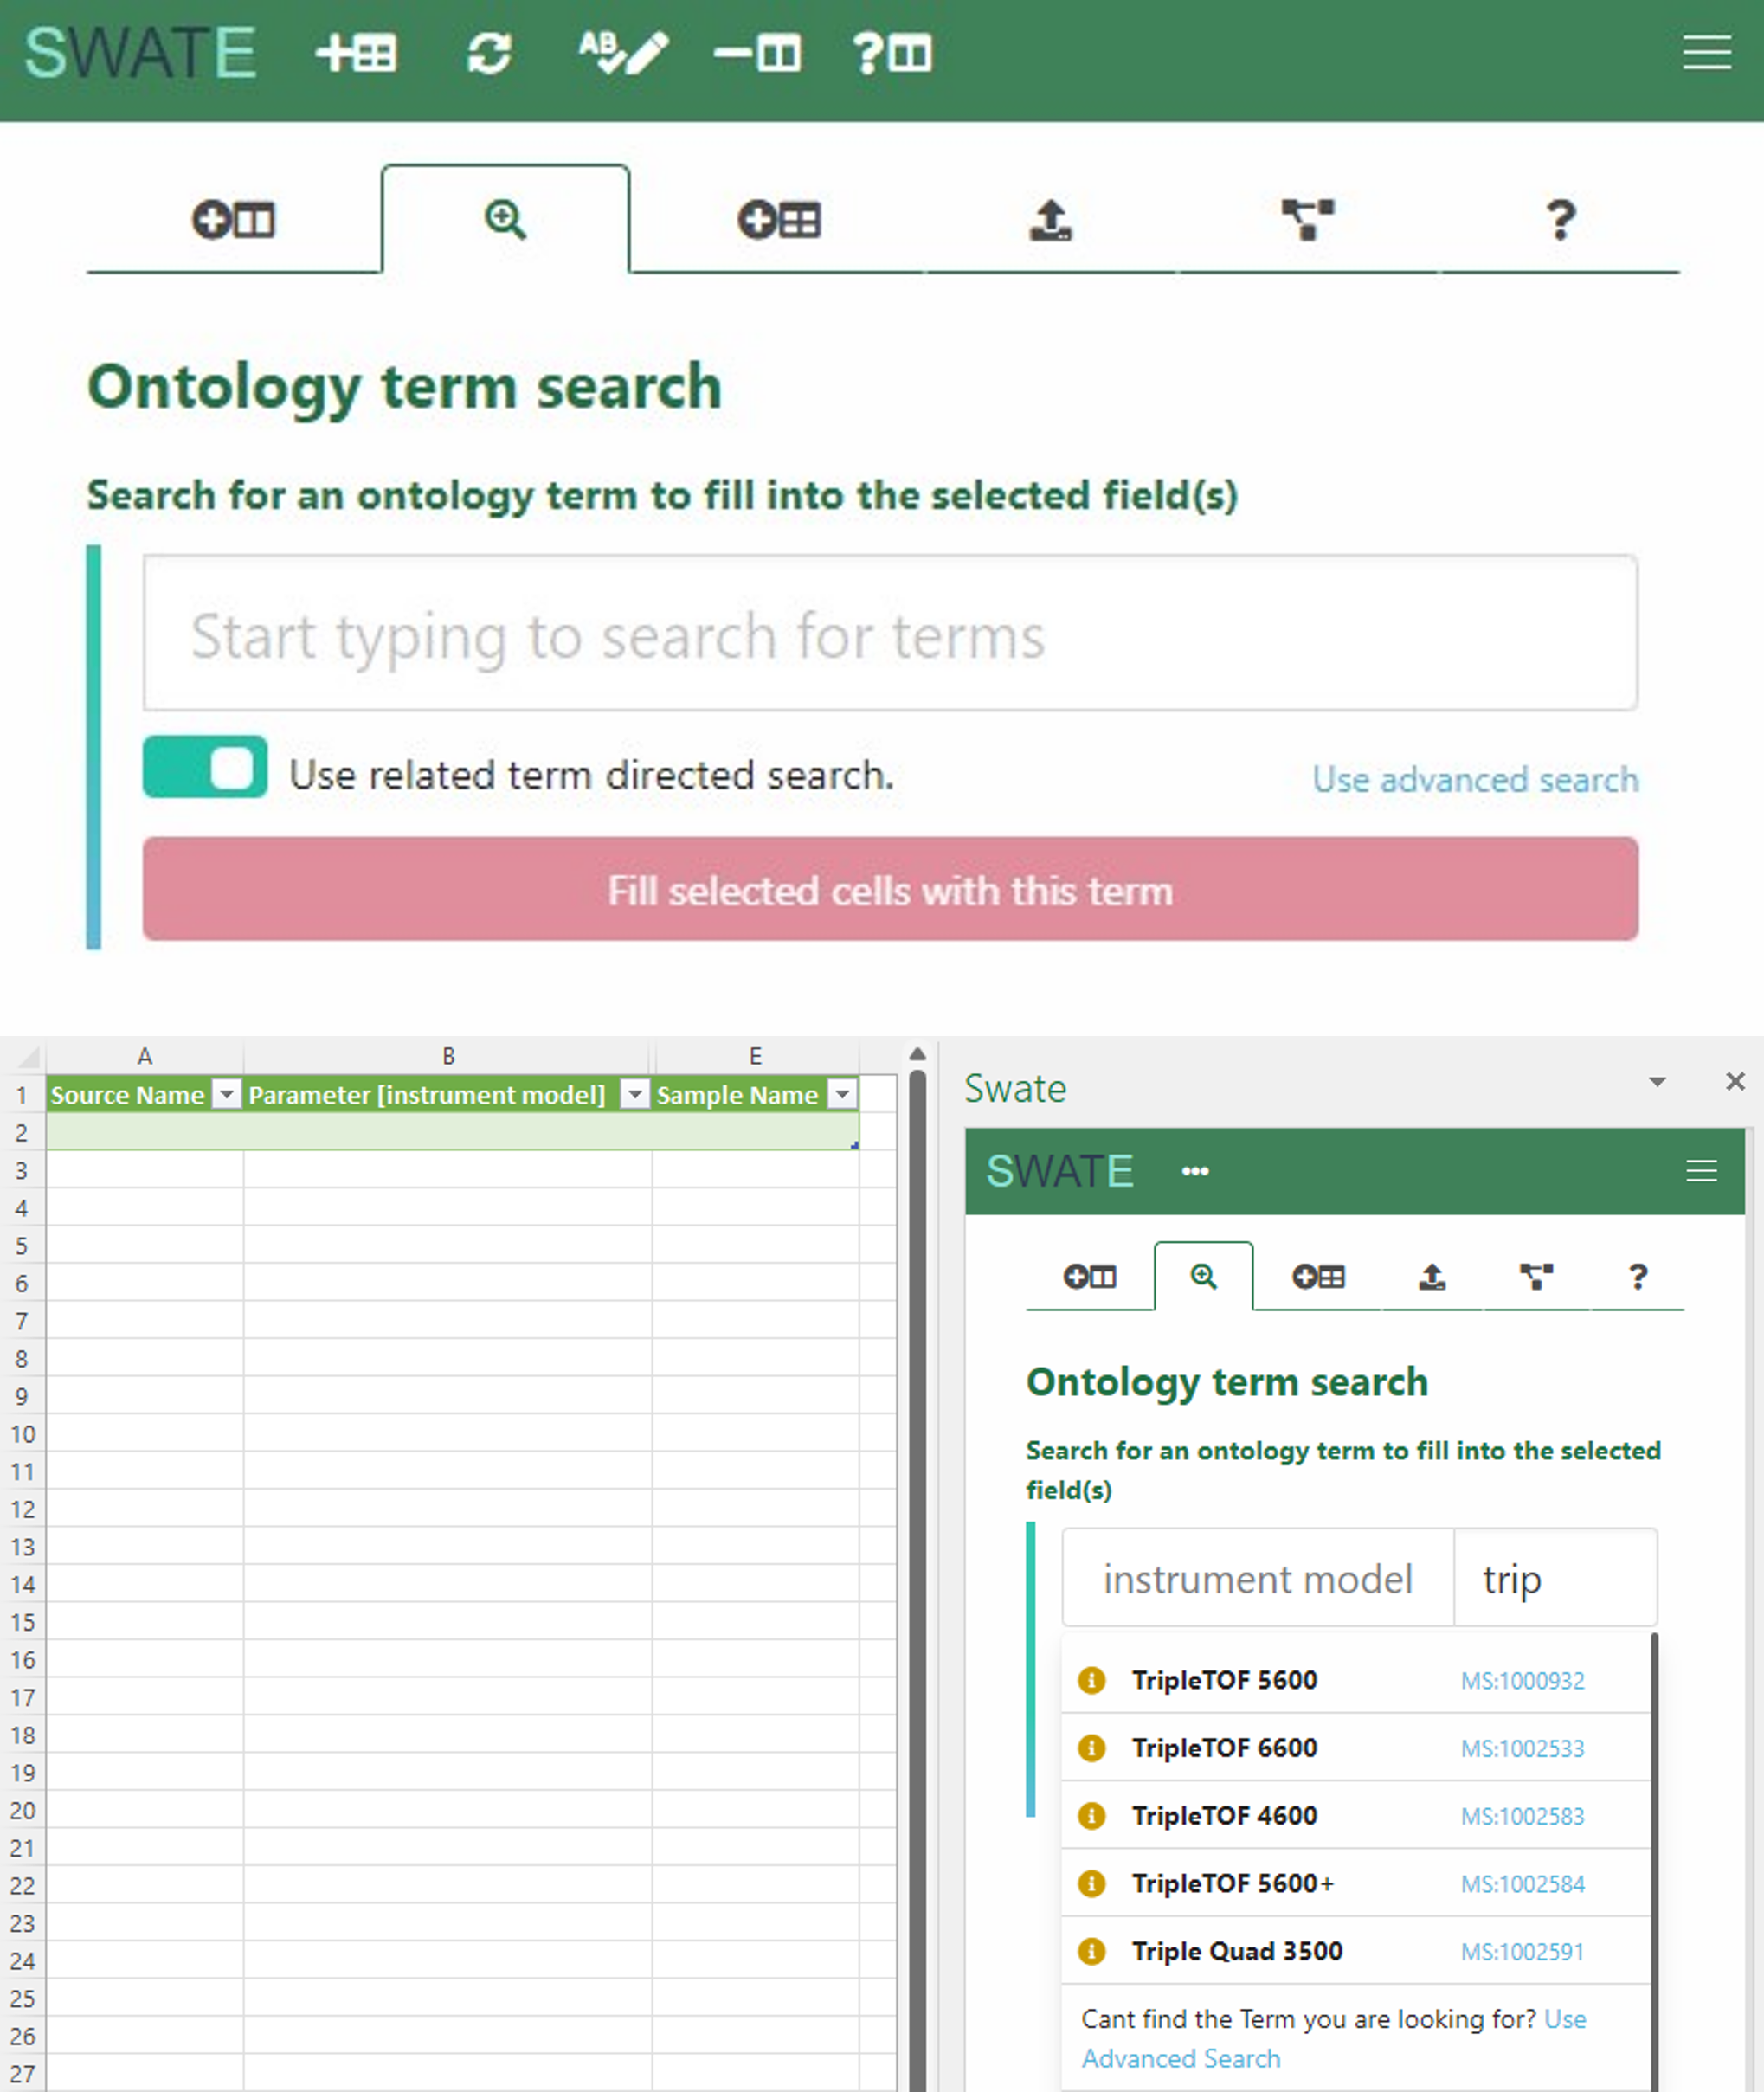 SWATE
AB
?
?
Ontology term search
Search for an ontology term to fill into the selected field(s)
Start typing to search for terms
Use related term directed search.
Use advanced search
Fill selected cells with this term
A B E
1 Source Name Parameter [instrument model] Sample Name
2
3
4
5
6
7
8
9
10
11
12
13
14
15
16
17
18
19
20
21
22
23
24
25
26
27
Swate
SWATE
?
Ontology term search
Search for an ontology term to fill into the selected
field(s)
instrument model trip
TripleTOF 5600 MS:1000932
TripleTOF 6600 MS:1002533
TripleTOF 4600 MS:1002583
TripleTOF 5600+ MS:1002584
Triple Quad 3500 MS:1002591
Cant find the Term you are looking for? Use
Advanced Search